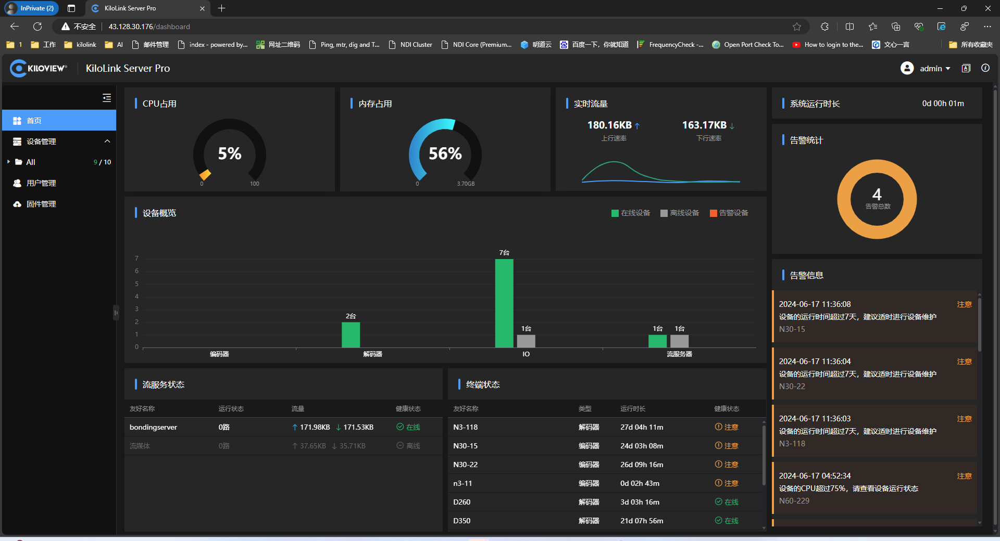 InPrivate (2)
KiloLink Server Pro
不安全
43.128.30.176/dashboard
1
工作
kilolink
AI
邮件管理
index - powered by...
网址二维码
Ping, mtr, dig and T...
NDI Cluster
NDI Core (Premium...
明道云
百度一下，你就知道
FrequencyCheck -...
Open Port Check To...
How to login to the...
文心一言
所有收藏夹
KILOVIEW®
KiloLink Server Pro
admin
首页
设备管理
All
9 / 10
用户管理
固件管理
CPU占用
5%
0
100
内存占用
56%
0
3.70GB
实时流量
180.16KB ↑
上行速率
163.17KB ↓
下行速率
系统运行时长
0d 00h 01m
告警统计
4
告警总数
设备概览
在线设备
离线设备
告警设备
7
6
5
4
3
2
1
0
2台
7台
1台
1台
1台
编码器
解码器
IO
流服务器
流服务状态
友好名称 运行状态 流量 健康状态
bondingserver 0路 ↑ 171.98KB ↓ 171.53KB 在线
流媒体 0路 ↑ 37.65KB ↓ 35.71KB 离线
终端状态
友好名称 类型 运行时长 健康状态
N3-118 解码器 27d 04h 11m 注意
N30-15 编码器 24d 03h 08m 注意
N30-22 编码器 26d 09h 16m 注意
n3-11 编码器 0d 02h 43m 注意
D260 解码器 3d 03h 16m 在线
D350 解码器 21d 07h 56m 在线
告警信息
2024-06-17 11:36:08 注意
设备的运行时间超过7天，建议适时进行设备维护
N30-15
2024-06-17 11:36:04 注意
设备的运行时间超过7天，建议适时进行设备维护
N30-22
2024-06-17 11:36:03 注意
设备的运行时间超过7天，建议适时进行设备维护
N3-118
2024-06-17 04:52:34 注意
设备的CPU超过75%，请查看设备运行状态
N60-229